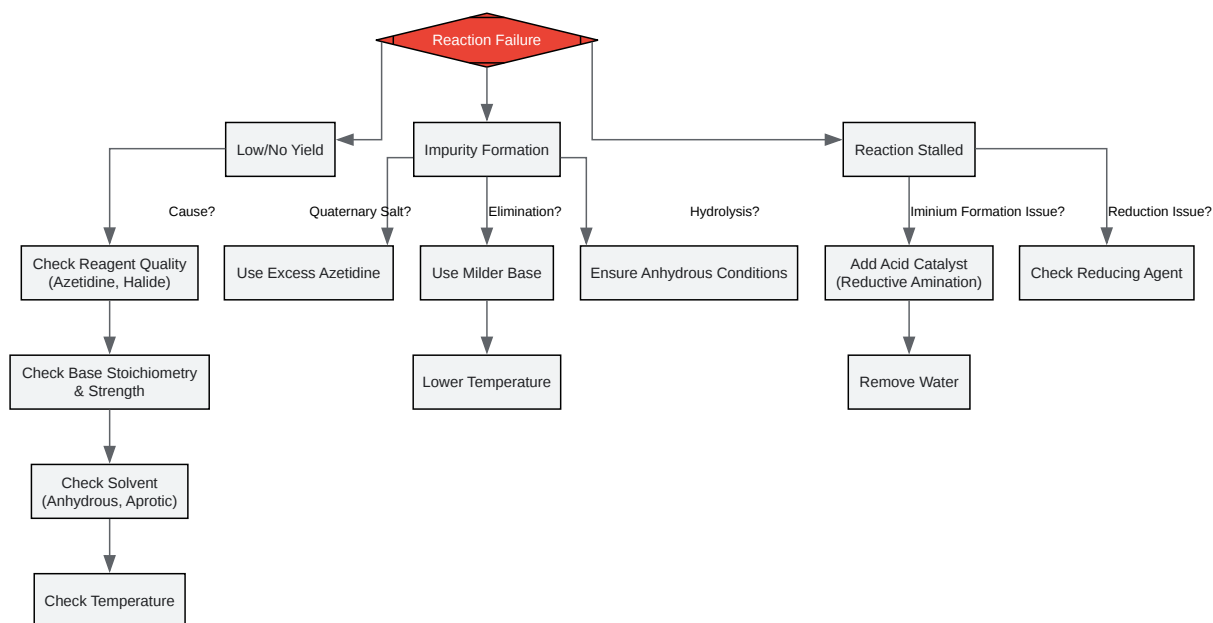 Reaction Failure
Low/No Yield
Impurity Formation
Reaction Stalled
Cause?
Quaternary Salt?
Elimination?
Hydrolysis?
Iminium Formation Issue?
Reduction Issue?
Check Reagent Quality
(Azetidine, Halide)
Use Excess Azetidine
Use Milder Base
Ensure Anhydrous Conditions
Add Acid Catalyst
(Reductive Amination)
Check Reducing Agent
Check Base Stoichiometry
& Strength
Lower Temperature
Remove Water
Check Solvent
(Anhydrous, Aprotic)
Check Temperature